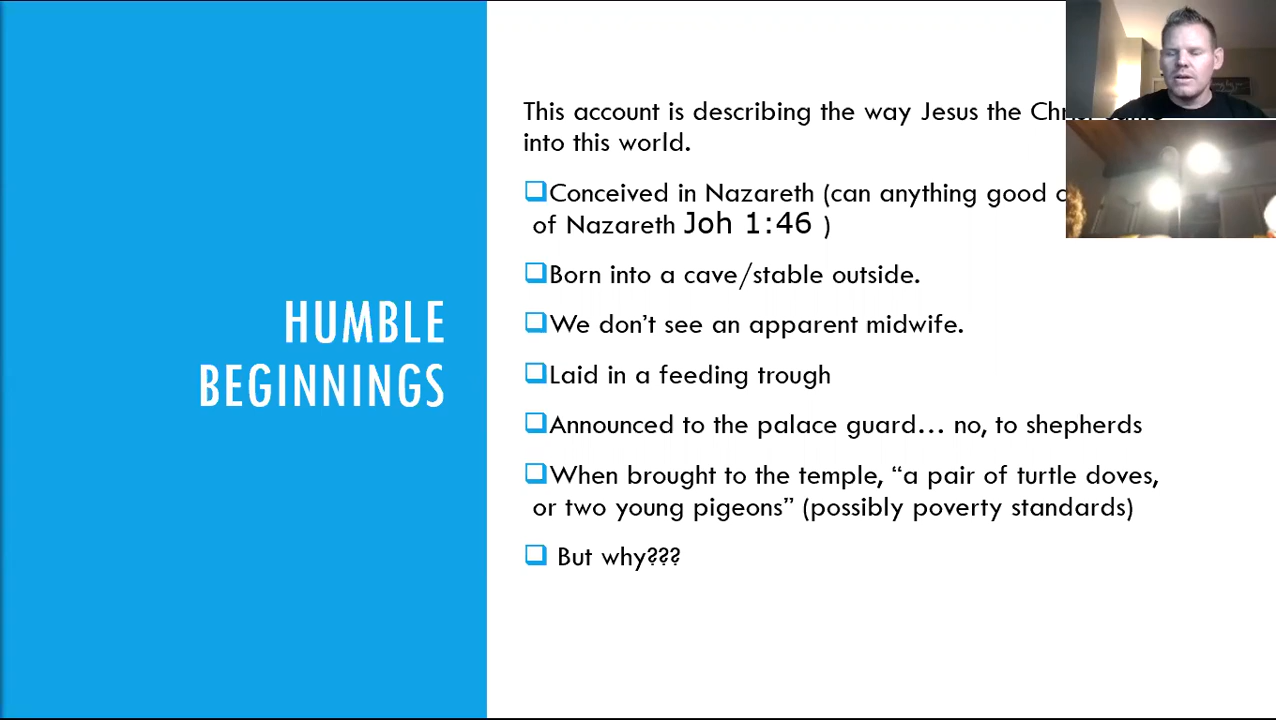 HUMBLE
BEGINNINGS
This account is describing the way Jesus the
into this world.
Conceived in Nazareth (can anything good
of Nazareth Joh 1:46 )
Born into a cave/stable outside.
We don’t see an apparent midwife.
Laid in a feeding trough
Announced to the palace guard… no, to shepherds
When brought to the temple, “a pair of turtle doves,
or two young pigeons” (possibly poverty standards)
But why???